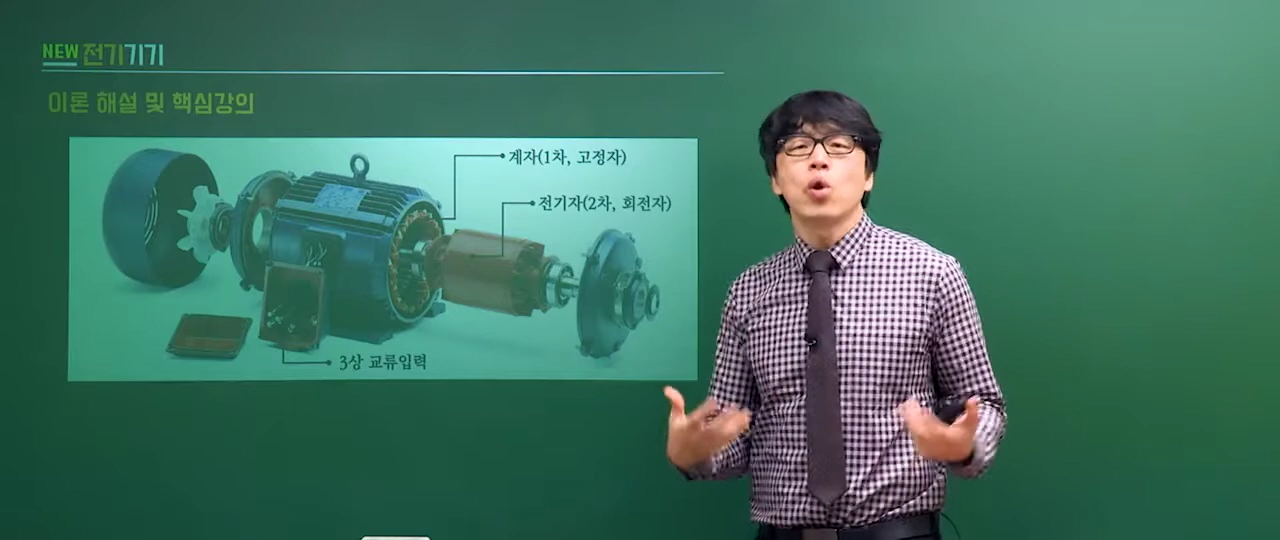 NEW 전기기기
이론 해설 및 핵심강의
계자(1차, 고정자)
전기자(2차, 회전자)
3상 교류입력